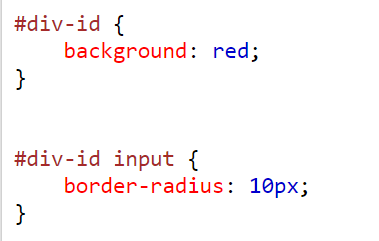 #div-id {
    background: red;
}
#div-id input {
    border-radius: 10px;
}